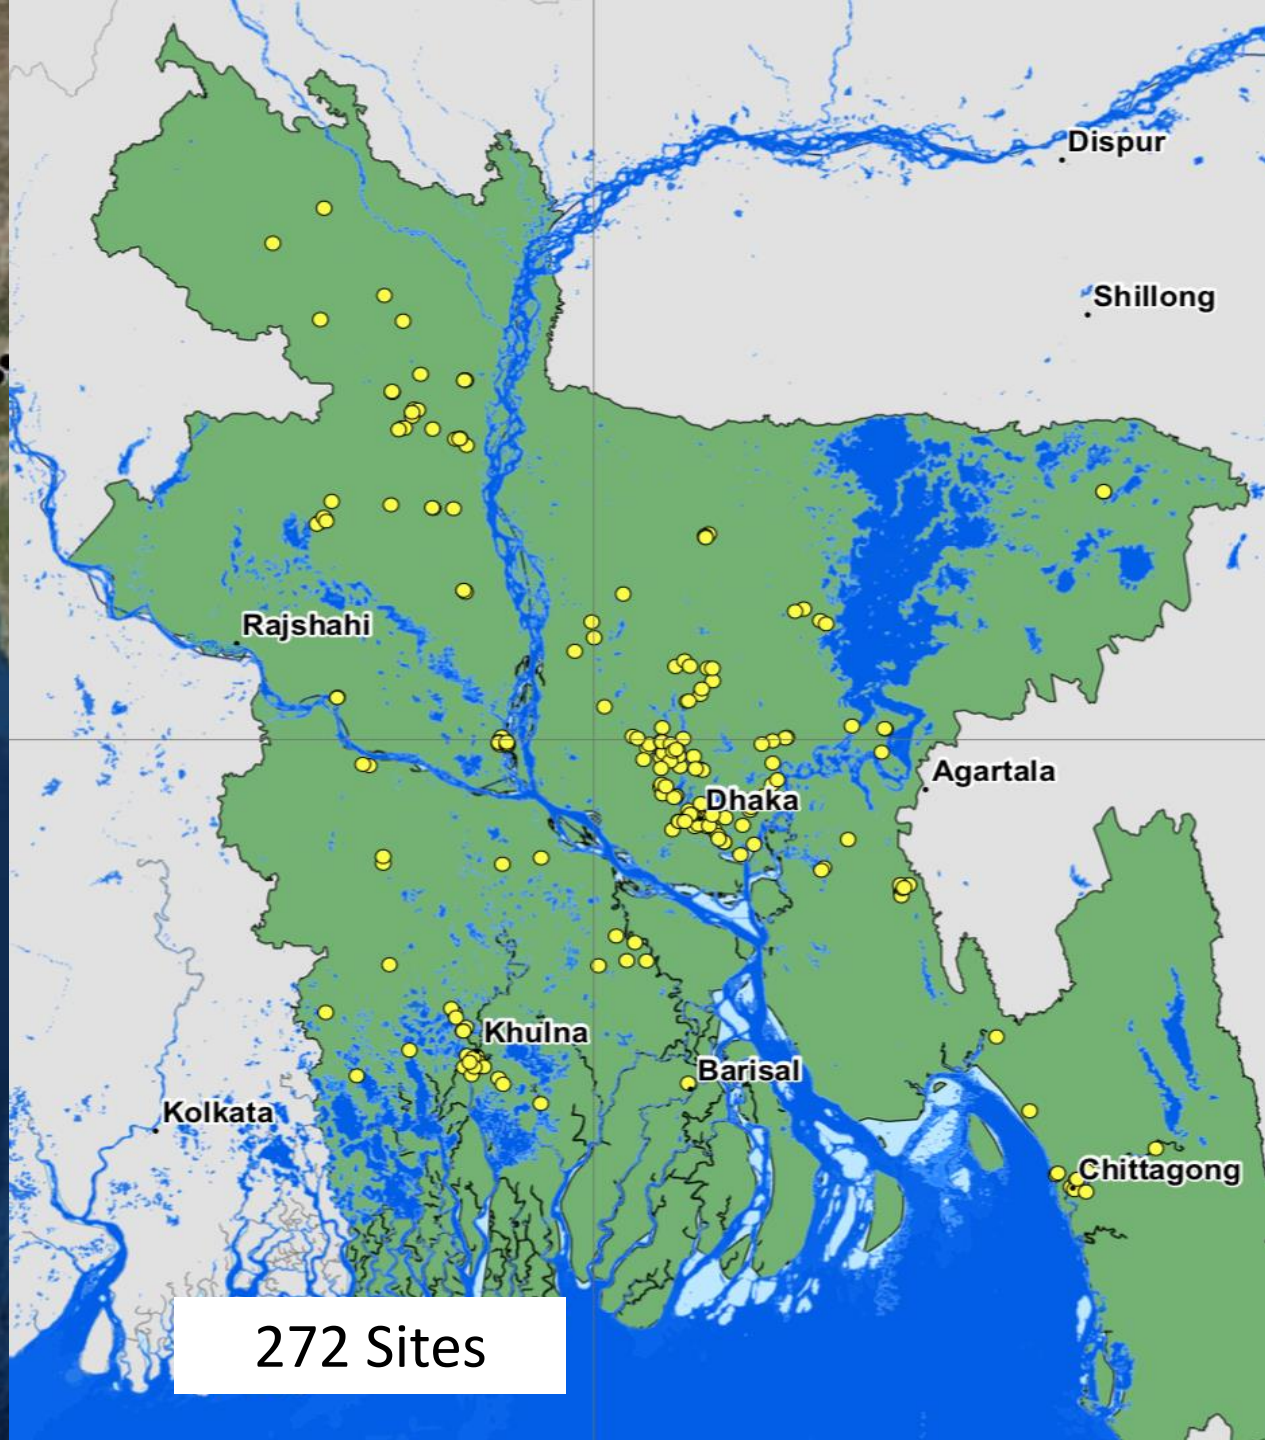 Dispur
Shillong
Rajshahi
Agartala
Dhaka
Khulna
Barisal
Kolkata
Chittagong
272 Sites